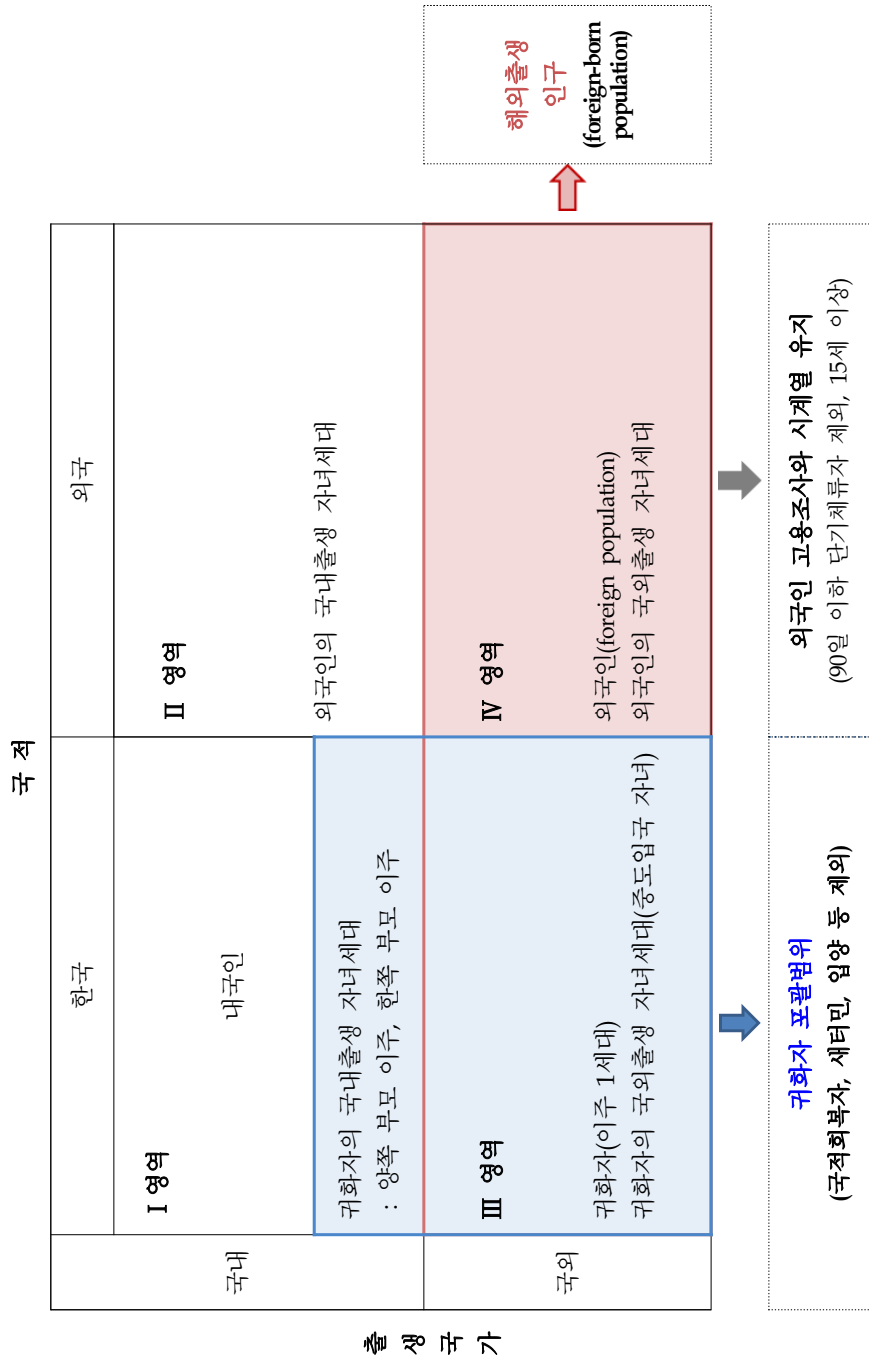 국 적
한국
외국
출 생 국 가
국내
I 영역
내국인
귀화자의 국내출생 자녀세대
: 양쪽 부모 이주, 한쪽 부모 이주
II 영역
외국인의 국내출생 자녀세대
국외
III 영역
귀화자(이주 1세대)
귀화자의 국외출생 자녀세대(중도입국 자녀)
IV 영역
외국인(foreign population)
외국인의 국외출생 자녀세대
해외출생
인구
(foreign-born
population)
귀화자 포괄범위
(국적회복자, 새터민, 입양 등 제외)
외국인 고용조사와 시계열 유지
(90일 이하 단기체류자 제외, 15세 이상)